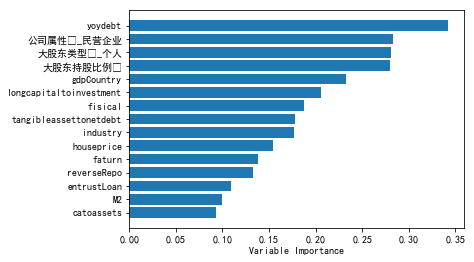 yoydebt
公司属性□_民营企业
大股东类型□_个人
大股东持股比例□
gdpCountry
longcapitaltoinvestment
fisical
tangibleassettonetdebt
industry
houseprice
faturn
reverseRepo
entrustLoan
M2
catoassets
0.00 0.05 0.10 0.15 0.20 0.25 0.30 0.35
Variable Importance